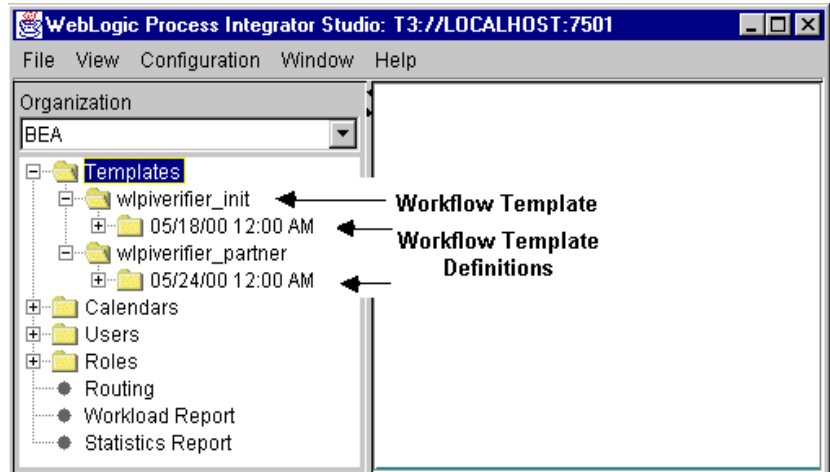 WebLogic Process Integrator Studio: T3://LOCALHOST:7501
File View Configuration Window Help
Organization
BEA
Templates
wlpiverifier_init
Workflow Template
05/18/00 12:00 AM
Workflow Template
Definitions
wlpiverifier_partner
05/24/00 12:00 AM
Calendars
Users
Roles
Routing
Workload Report
Statistics Report